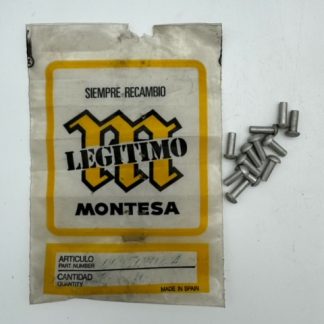 SIEMPRE RECAMBIO
m
LEGITIMO
MONTESA
ARTICULO
PART NUMBER
CANTIDAD
QUANTITY
MADE IN SPAIN